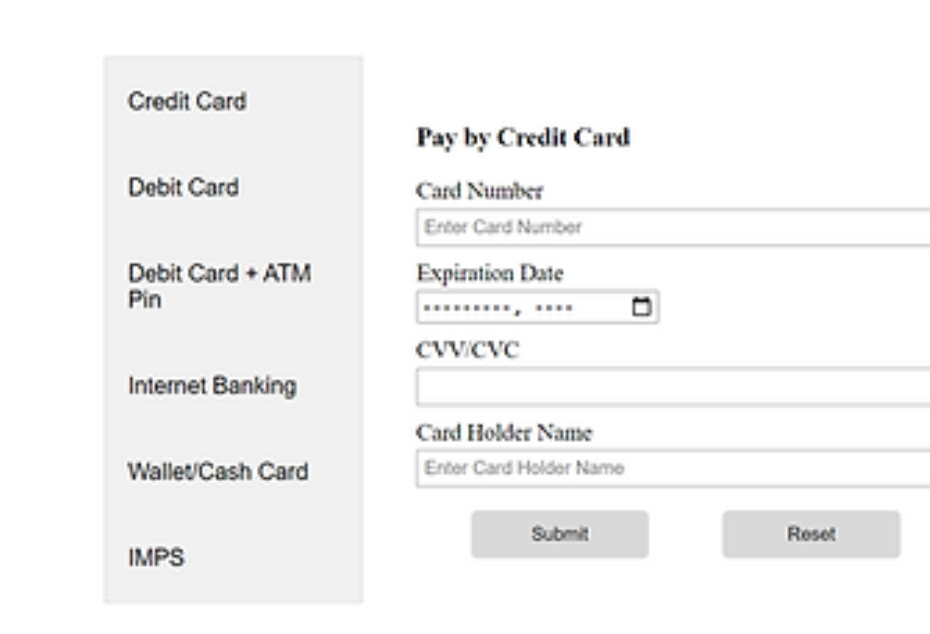 Credit Card
Debit Card
Debit Card + ATM
Pin
Internet Banking
Wallet/Cash Card
IMPS
Pay by Credit Card
Card Number
Enter Card Number
Expiration Date
---------, ----
CVV/CVC
Card Holder Name
Enter Card Holder Name
Submit Reset